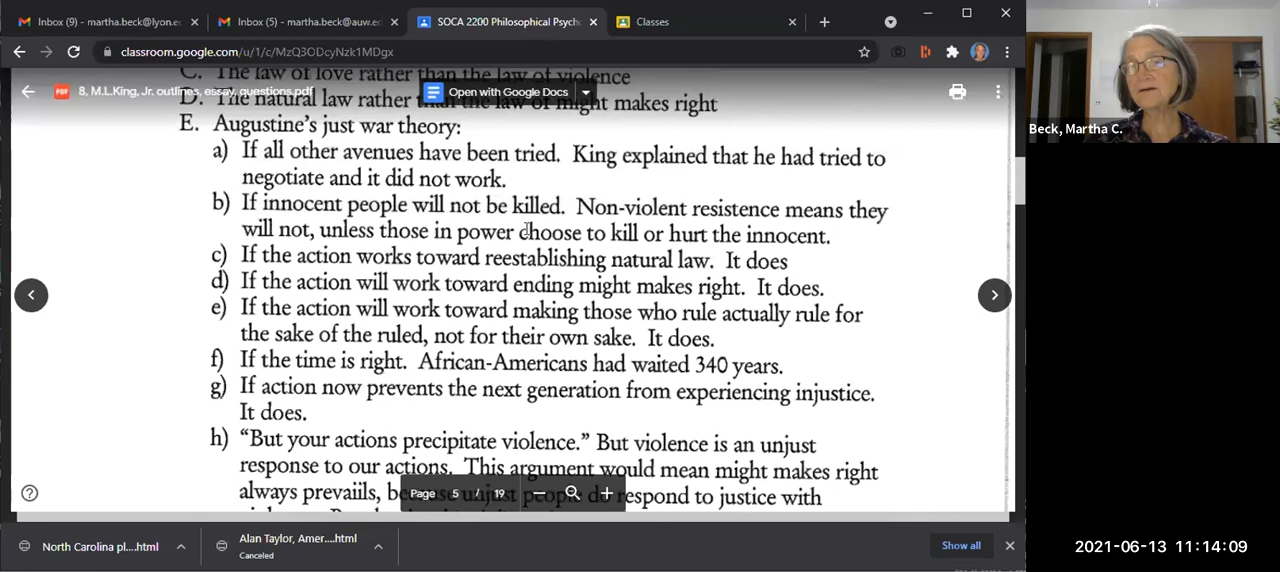 Inbox (9) - martha.beck@lyon.ec
Inbox (5) - martha.beck@auw.ec
SOCA 2200 Philosophical Psych
Classes
classroom.google.com/u/1/c/MzQ3ODcyNzk1MDgx
C. The law of love rather than the law of violence
8, M.L.King, Jr. outlines, essay, questions.pdf
Open with Google Docs
D. The natural law rather than the law of might makes right
E. Augustine's just war theory:
a) If all other avenues have been tried. King explained that he had tried to
negotiate and it did not work.
b) If innocent people will not be killed. Non-violent resistence means they
will not, unless those in power choose to kill or hurt the innocent.
c) If the action works toward reestablishing natural law. It does
d) If the action will work toward ending might makes right. It does.
e) If the action will work toward making those who rule actually rule for
the sake of the ruled, not for their own sake. It does.
f) If the time is right. African-Americans had waited 340 years.
g) If action now prevents the next generation from experiencing injustice.
It does.
h) "But your actions precipitate violence." But violence is an unjust
response to our actions. This argument would mean might makes right
always prevaiils, because unjust people do respond to justice with
Page 5 / 19
North Carolina pl....html
Alan Taylor, Amer....html
Canceled
Show all
Beck, Martha C.
2021-06-13 11:14:09